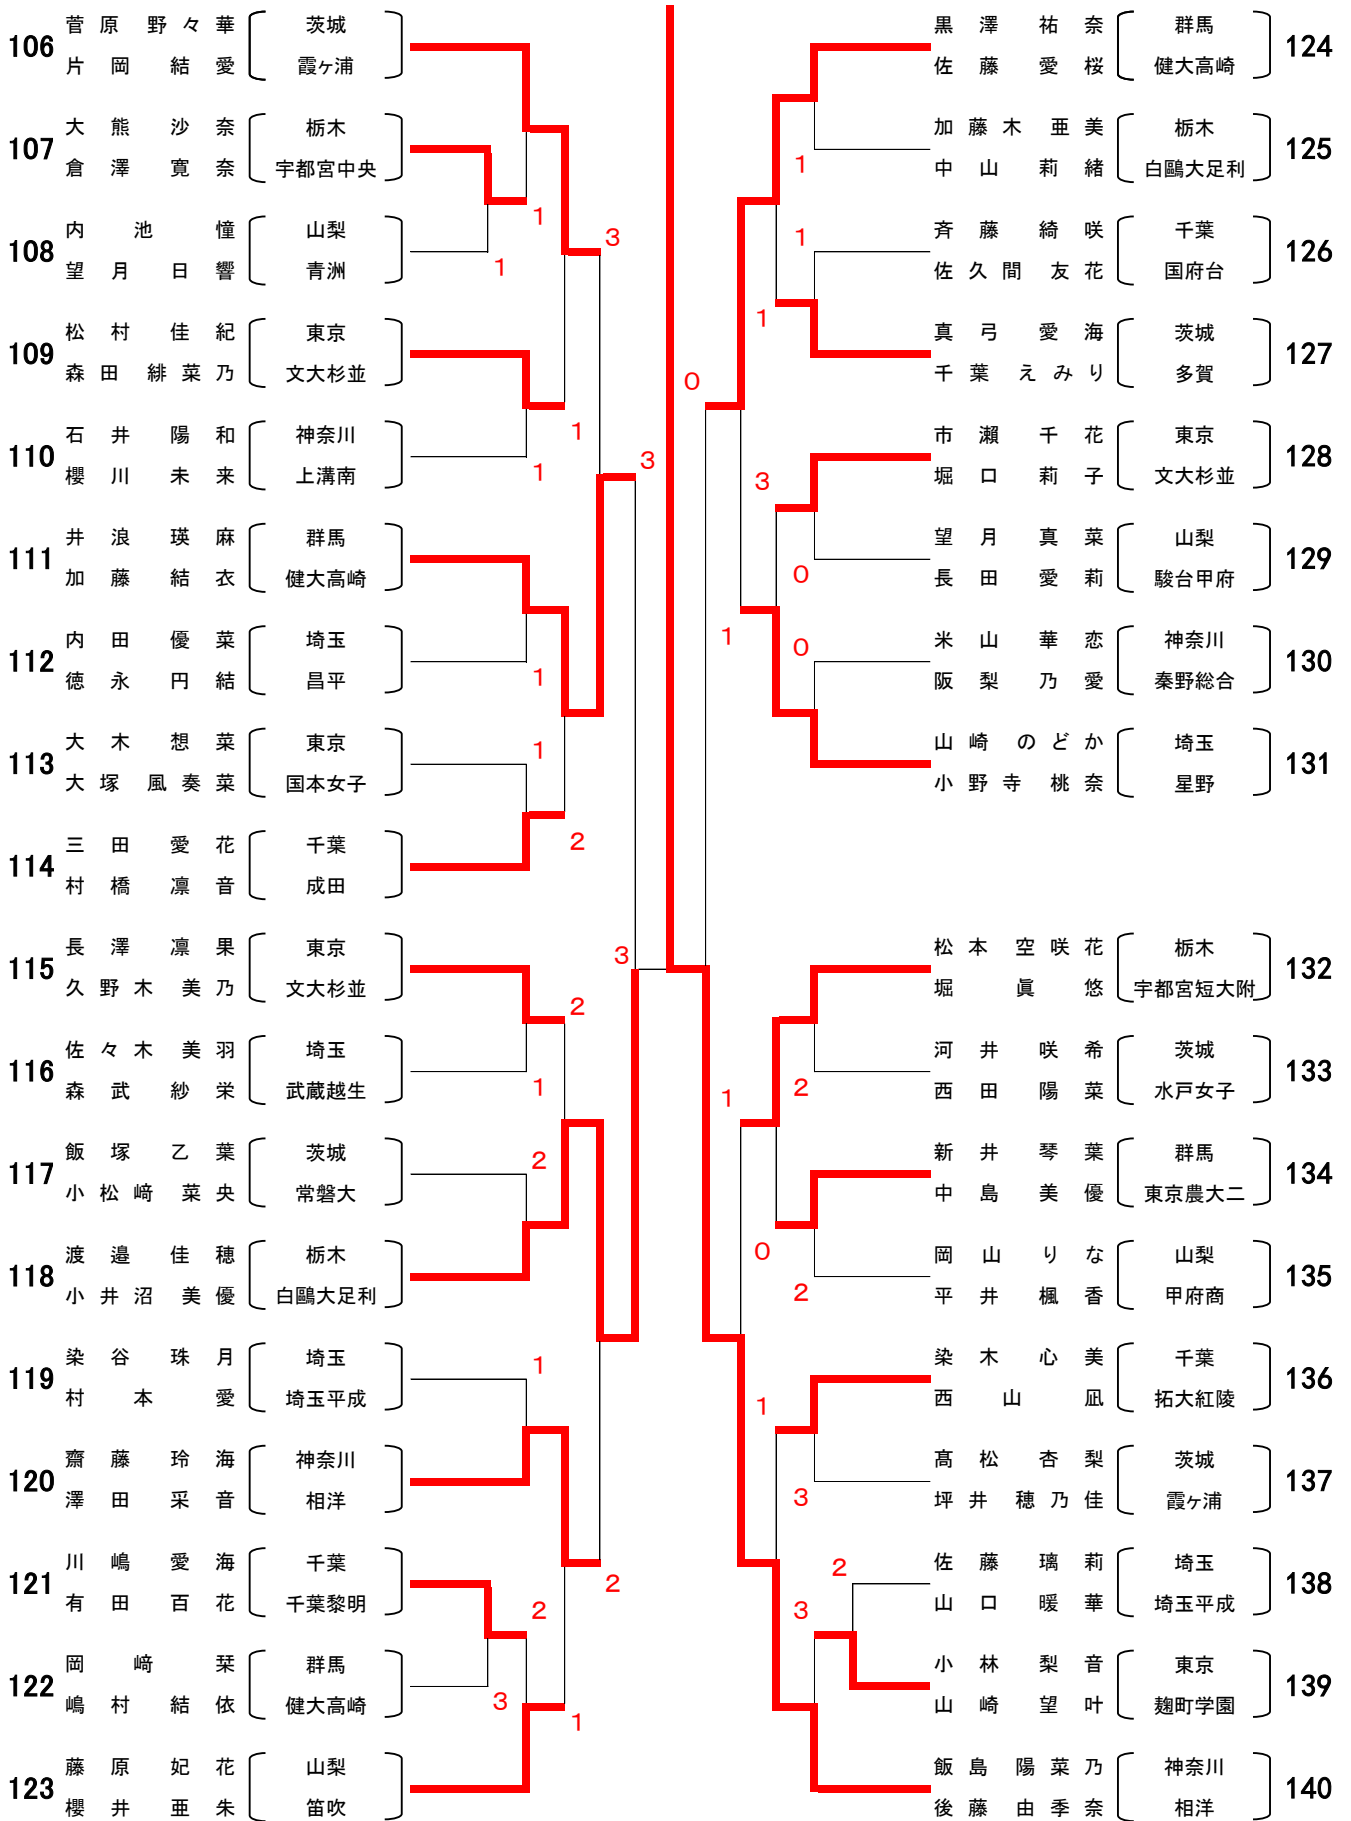 106 菅原野々華 茨城
片岡結愛 霞ヶ浦
107 大熊沙奈 栃木
倉澤寛奈 宇都宮中央
1
108 内池憧 山梨
望月日響 青洲
1
3
109 松村佳紀 東京
森田緋菜乃 文大杉並
1
110 石井陽和 神奈川
櫻川未来 上溝南
1
3
111 井浪瑛麻 群馬
加藤結衣 健大高崎
112 内田優菜 埼玉
徳永円結 昌平
1
113 大木想菜 東京
大塚風奏菜 国本女子
1
114 三田愛花 千葉
村橋凛音 成田
2
115 長澤凛果 東京
久野木美乃 文大杉並
3
2
116 佐々木美羽 埼玉
森武紗栄 武蔵越生
1
117 飯塚乙葉 茨城
小松﨑菜央 常磐大
2
118 渡邉佳穂 栃木
小井沼美優 白鷗大足利
119 染谷珠月 埼玉
村本愛 埼玉平成
1
120 齋藤玲海 神奈川
澤田采音 相洋
121 川嶋愛海 千葉
有田百花 千葉黎明
2
2
122 岡﨑栞 群馬
嶋村結依 健大高崎
3
1
123 藤原妃花 山梨
櫻井亜朱 笛吹
黒澤祐奈 群馬 124
佐藤愛桜 健大高崎
加藤木亜美 栃木 125
中山莉緒 白鷗大足利
1
斉藤綺咲 千葉 126
佐久間友花 国府台
1
1
真弓愛海 茨城 127
千葉えみり 多賀
0
市瀬千花 東京 128
堀口莉子 文大杉並
3
望月真菜 山梨 129
長田愛莉 駿台甲府
0
1
米山華恋 神奈川 130
阪梨乃愛 秦野総合
0
山崎のどか 埼玉 131
小野寺桃奈 星野
松本空咲花 栃木 132
堀眞悠 宇都宮短大附
河井咲希 茨城 133
西田陽菜 水戸女子
2
1
新井琴葉 群馬 134
中島美優 東京農大二
0
岡山りな 山梨 135
平井楓香 甲府商
2
染木心美 千葉 136
西山凪 拓大紅陵
1
髙松杏梨 茨城 137
坪井穂乃佳 霞ヶ浦
3
佐藤璃莉 埼玉 138
山口暖華 埼玉平成
2
3
小林梨音 東京 139
山崎望叶 麹町学園
飯島陽菜乃 神奈川 140
後藤由季奈 相洋